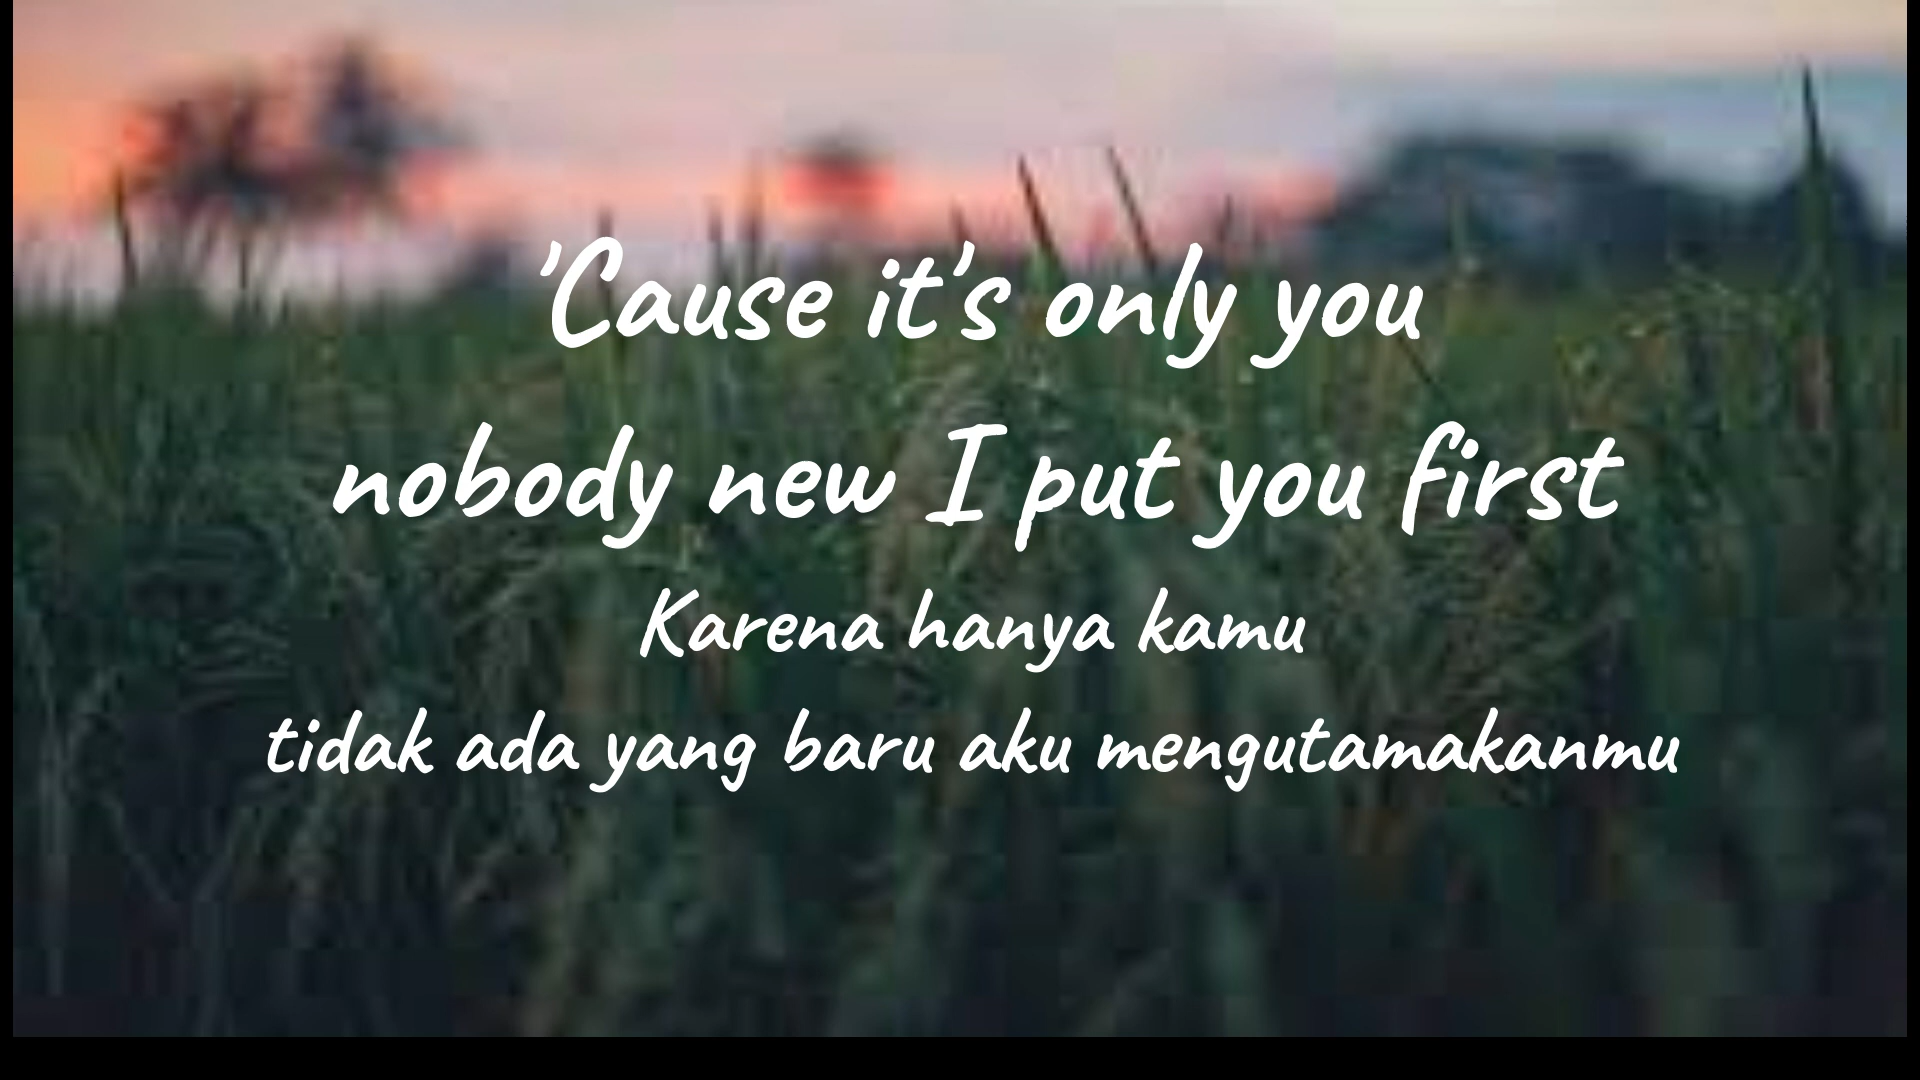 'Cause it's only you
nobody new I put you first
Karena hanya kamu
tidak ada yang baru aku mengutamakanmu